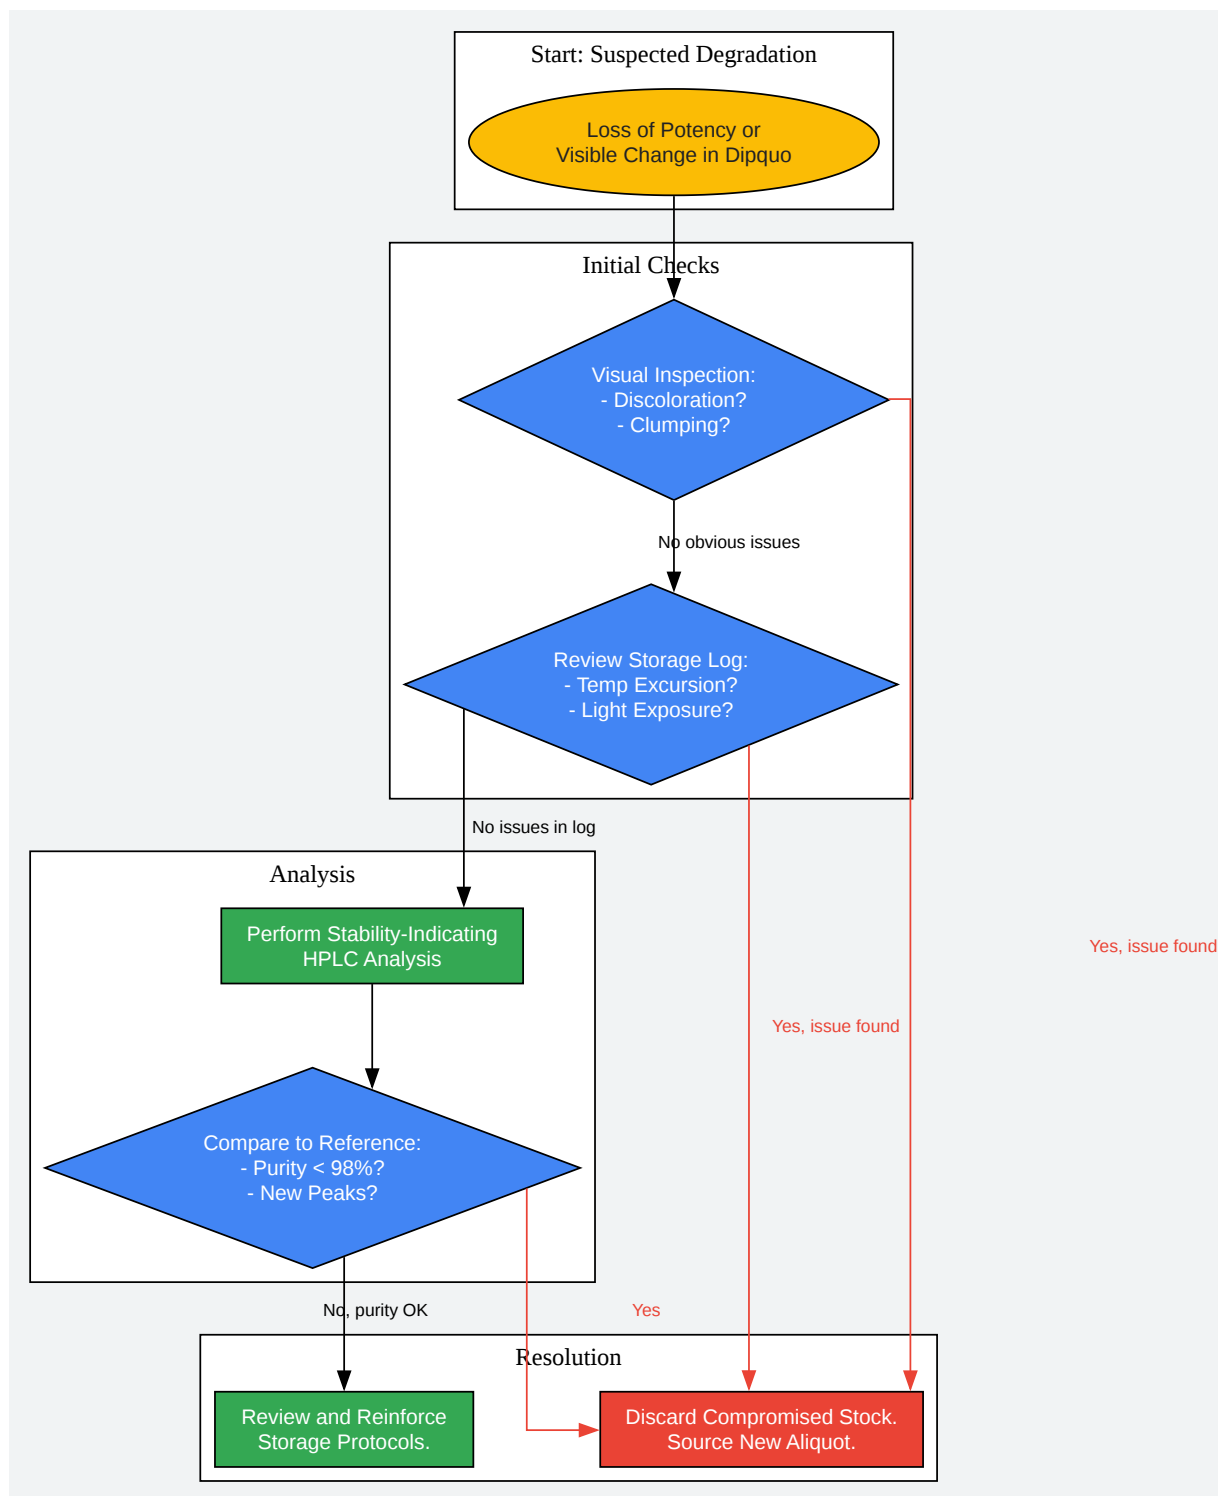 Start: Suspected Degradation
Loss of Potency or
Visible Change in Dipquo
Initial Checks
Visual Inspection:
- Discoloration?
- Clumping?
No obvious issues
Review Storage Log:
- Temp Excursion?
- Light Exposure?
No issues in log
Analysis
Perform Stability-Indicating
HPLC Analysis
Yes, issue found
Yes, issue found
Compare to Reference:
- Purity < 98%?
- New Peaks?
No, purity OK
Yes
Resolution
Review and Reinforce
Storage Protocols.
Discard Compromised Stock.
Source New Aliquot.